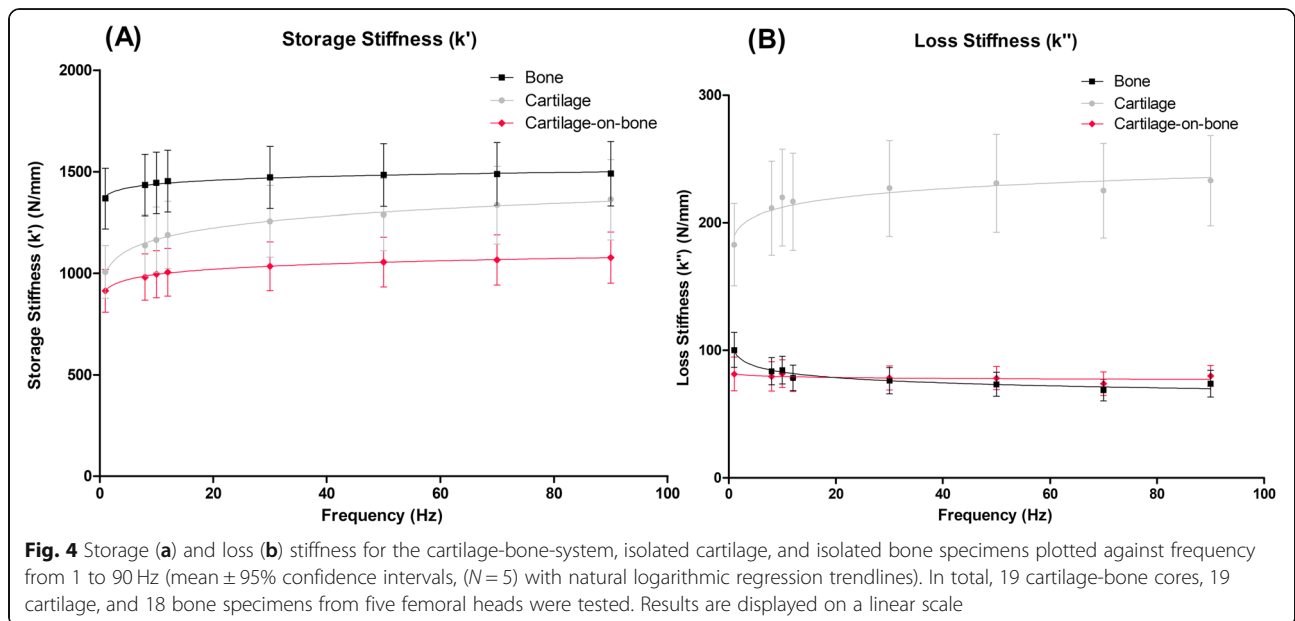 (A)
Storage Stiffness (k')
Bone
Cartilage
Cartilage-on-bone
Storage Stiffness (k') (N/mm)
2000
1500
1000
500
0
0 20 40 60 80 100
Frequency (Hz)
(B)
Loss Stiffness (k'')
Bone
Cartilage
Cartilage-on-bone
Loss Stiffness (k'') (N/mm)
300
200
100
0
0 20 40 60 80 100
Frequency (Hz)
Fig. 4 Storage (a) and loss (b) stiffness for the cartilage-bone-system, isolated cartilage, and isolated bone specimens plotted against frequency
from 1 to 90 Hz (mean ± 95% confidence intervals, (N = 5) with natural logarithmic regression trendlines). In total, 19 cartilage-bone cores, 19
cartilage, and 18 bone specimens from five femoral heads were tested. Results are displayed on a linear scale